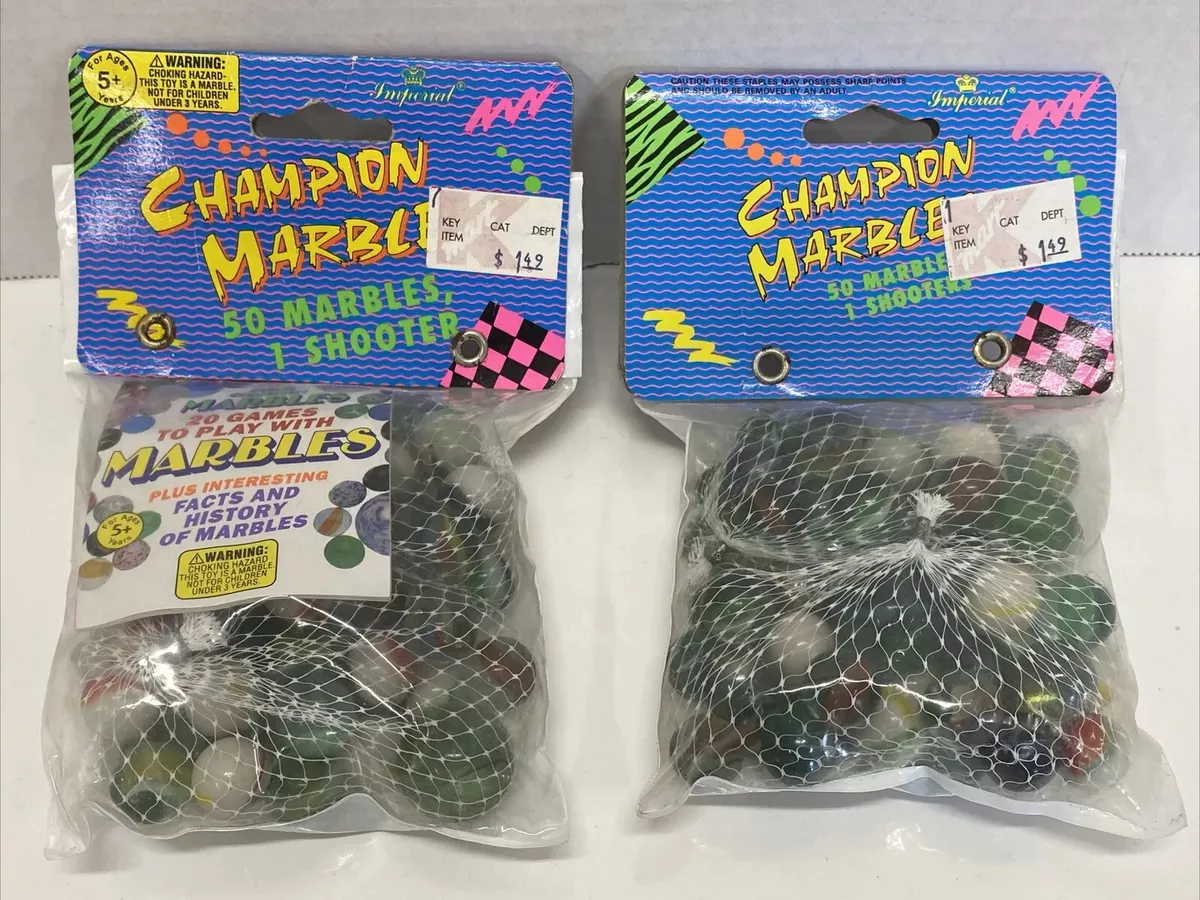 For Ages
5+
Years
⚠ WARNING:
CHOKING HAZARD-
THIS TOY IS A MARBLE.
NOT FOR CHILDREN
UNDER 3 YEARS.
Imperial®
CHAMPION
MARBLE
50 MARBLES,
1 SHOOTER
KEY
ITEM
CAT
DEPT
$ 1.49
MARBLES
20 GAMES
TO PLAY WITH
MARBLES
PLUS INTERESTING
FACTS AND
HISTORY
OF MARBLES
For Ages
5+
Years
⚠ WARNING:
CHOKING HAZARD
THIS TOY IS A MARBLE.
NOT FOR CHILDREN
UNDER 3 YEARS.
CAUTION THESE STAPLES MAY POSSESS SHARP POINTS
AND SHOULD BE REMOVED BY AN ADULT.
Imperial®
CHAMPION
MARBLE
50 MARBLE
1 SHOOTERS
KEY
ITEM
CAT
DEPT
$ 1.49